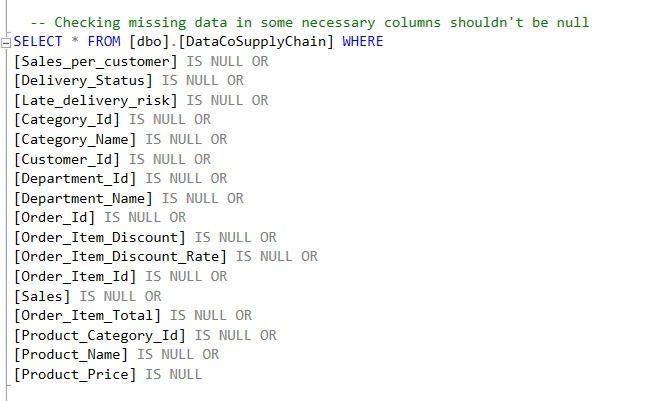 -- Checking missing data in some necessary columns shouldn't be null
SELECT * FROM [dbo].[DataCoSupplyChain] WHERE
[Sales_per_customer] IS NULL OR
[Delivery_Status] IS NULL OR
[Late_delivery_risk] IS NULL OR
[Category_Id] IS NULL OR
[Category_Name] IS NULL OR
[Customer_Id] IS NULL OR
[Department_Id] IS NULL OR
[Department_Name] IS NULL OR
[Order_Id] IS NULL OR
[Order_Item_Discount] IS NULL OR
[Order_Item_Discount_Rate] IS NULL OR
[Order_Item_Id] IS NULL OR
[Sales] IS NULL OR
[Order_Item_Total] IS NULL OR
[Product_Category_Id] IS NULL OR
[Product_Name] IS NULL OR
[Product_Price] IS NULL